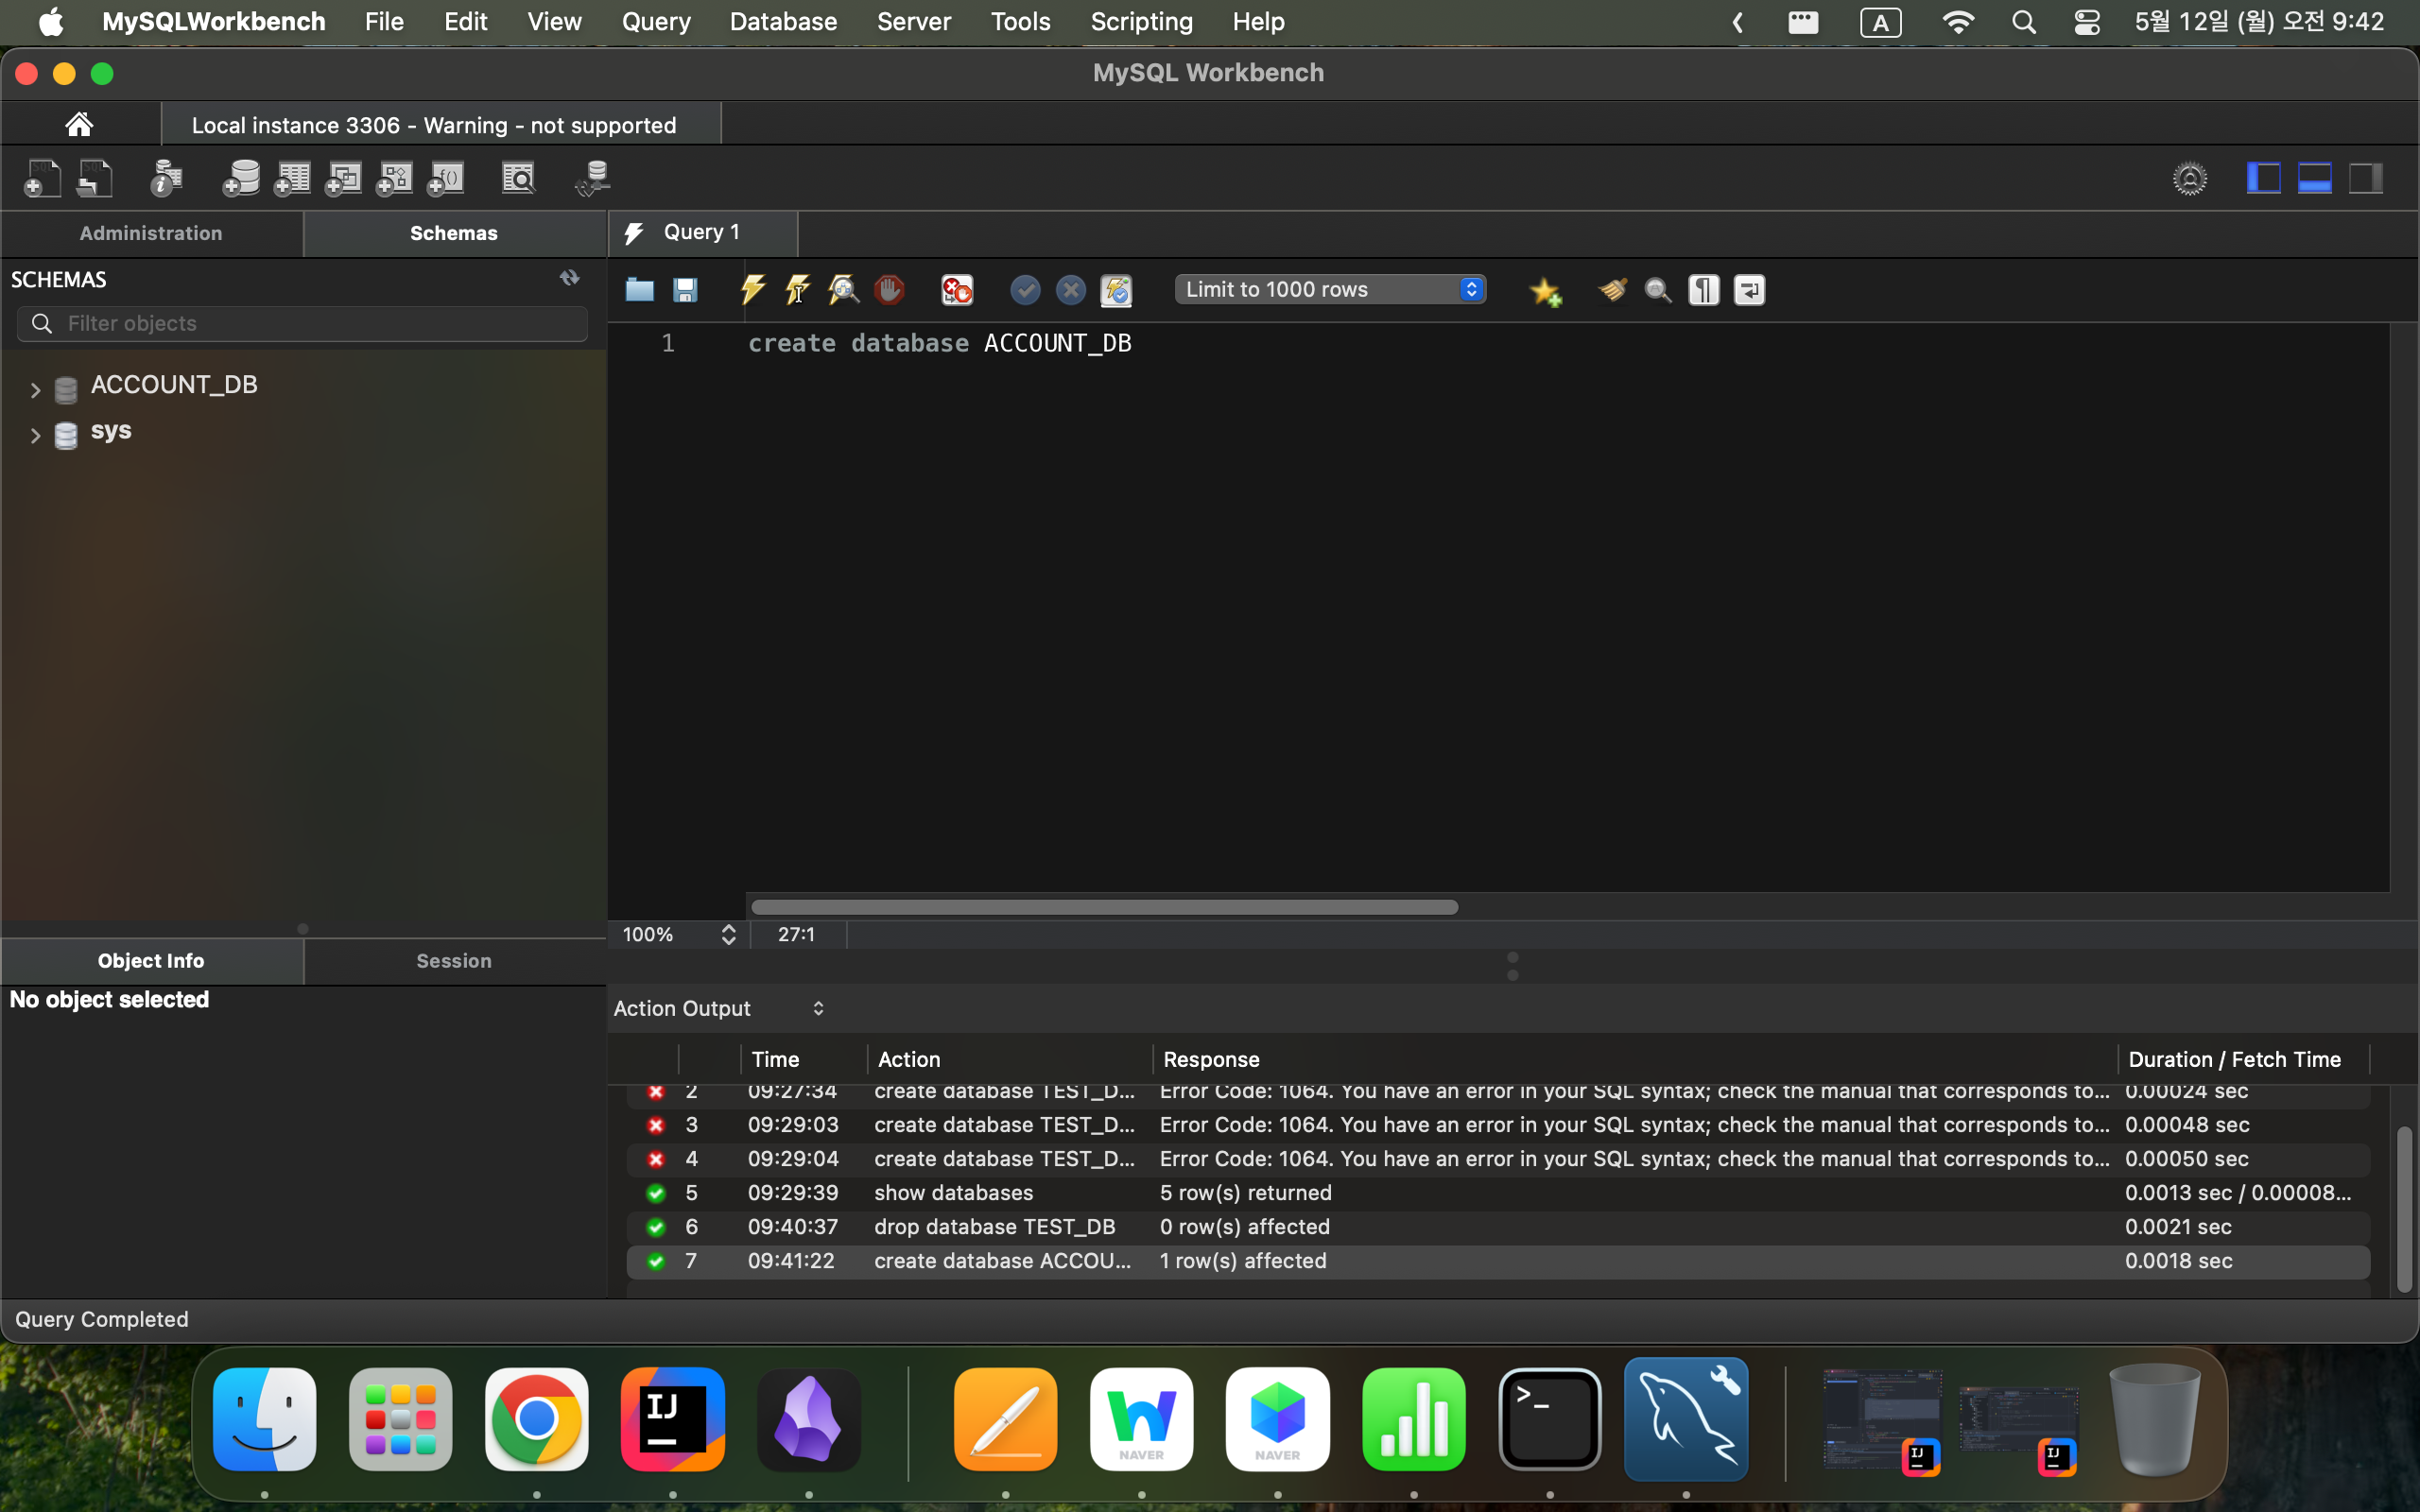 MySQLWorkbench File Edit View Query Database Server Tools Scripting Help A 5월 12일 (월) 오전 9:42
MySQL Workbench
Local instance 3306 - Warning - not supported
Administration Schemas Query 1
SCHEMAS
Filter objects
Limit to 1000 rows
1 create database ACCOUNT_DB
ACCOUNT_DB
sys
100% 27:1
Object Info Session
No object selected
Action Output
Time Action Response Duration / Fetch Time
2 09:27:34 create database TEST_D... Error Code: 1064. You have an error in your SQL syntax; check the manual that corresponds to... 0.00024 sec
3 09:29:03 create database TEST_D... Error Code: 1064. You have an error in your SQL syntax; check the manual that corresponds to... 0.00048 sec
4 09:29:04 create database TEST_D... Error Code: 1064. You have an error in your SQL syntax; check the manual that corresponds to... 0.00050 sec
5 09:29:39 show databases 5 row(s) returned 0.0013 sec / 0.00008...
6 09:40:37 drop database TEST_DB 0 row(s) affected 0.0021 sec
7 09:41:22 create database ACCOU... 1 row(s) affected 0.0018 sec
Query Completed
IJ
NAVER
NAVER
>_
IJ
IJ